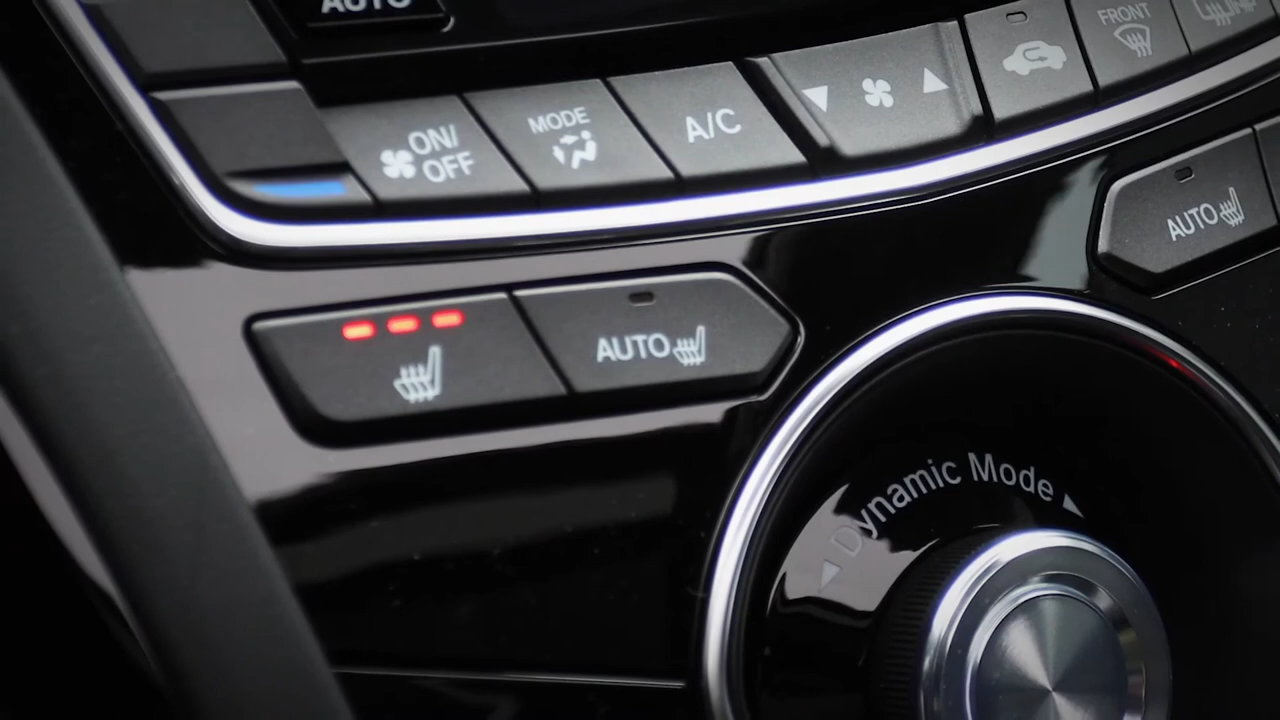 AUTO
ON/
OFF
MODE
A/C
FRONT
AUTO
AUTO
Dynamic Mode